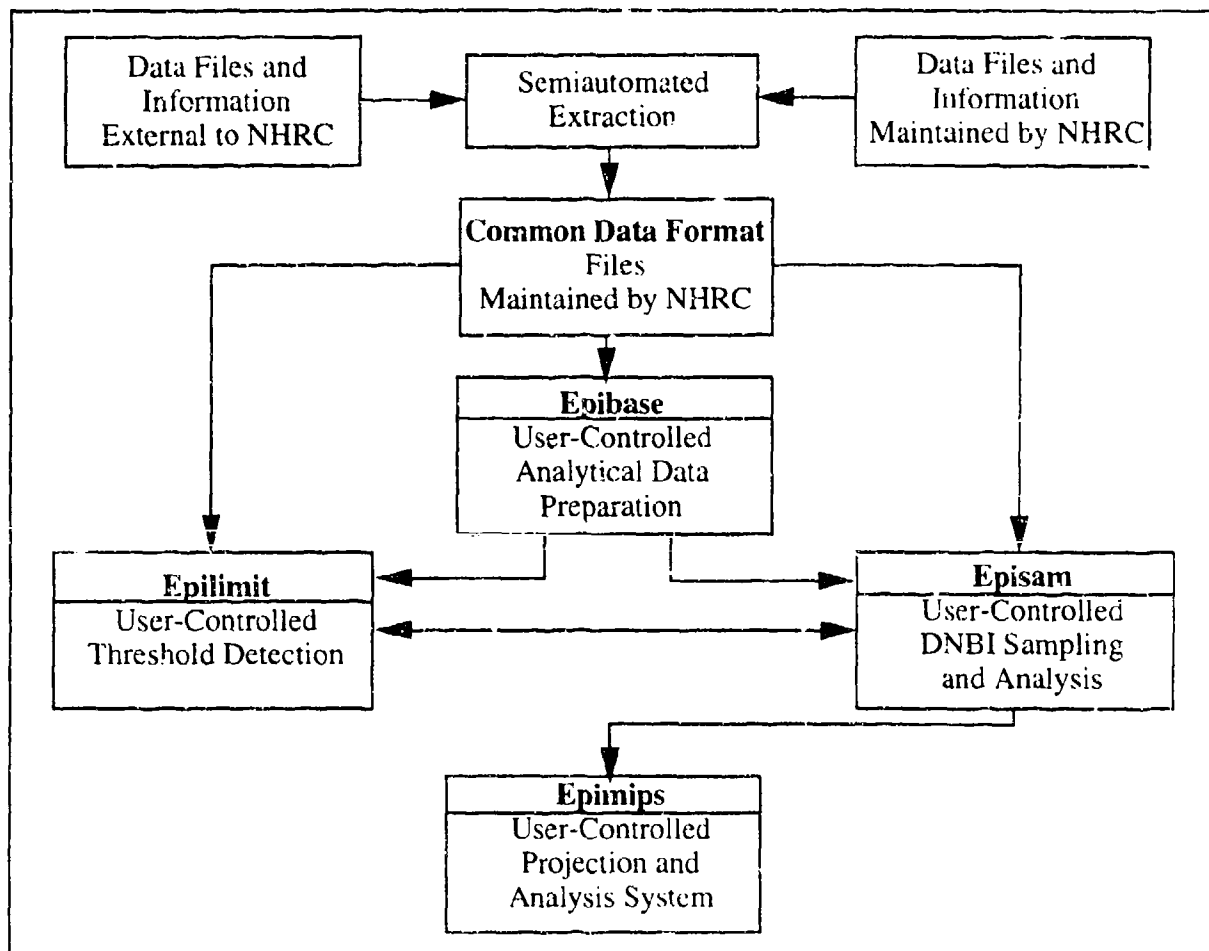 Data Files and
Information
External to NHRC
Semiautomated
Extraction
Data Files and
Information
Maintained by NHRC
Common Data Format
Files
Maintained by NHRC
Epibase
User-Controlled
Analytical Data
Preparation
Epilimit
User-Controlled
Threshold Detection
Episam
User-Controlled
DNBI Sampling
and Analysis
Epimips
User-Controlled
Projection and
Analysis System